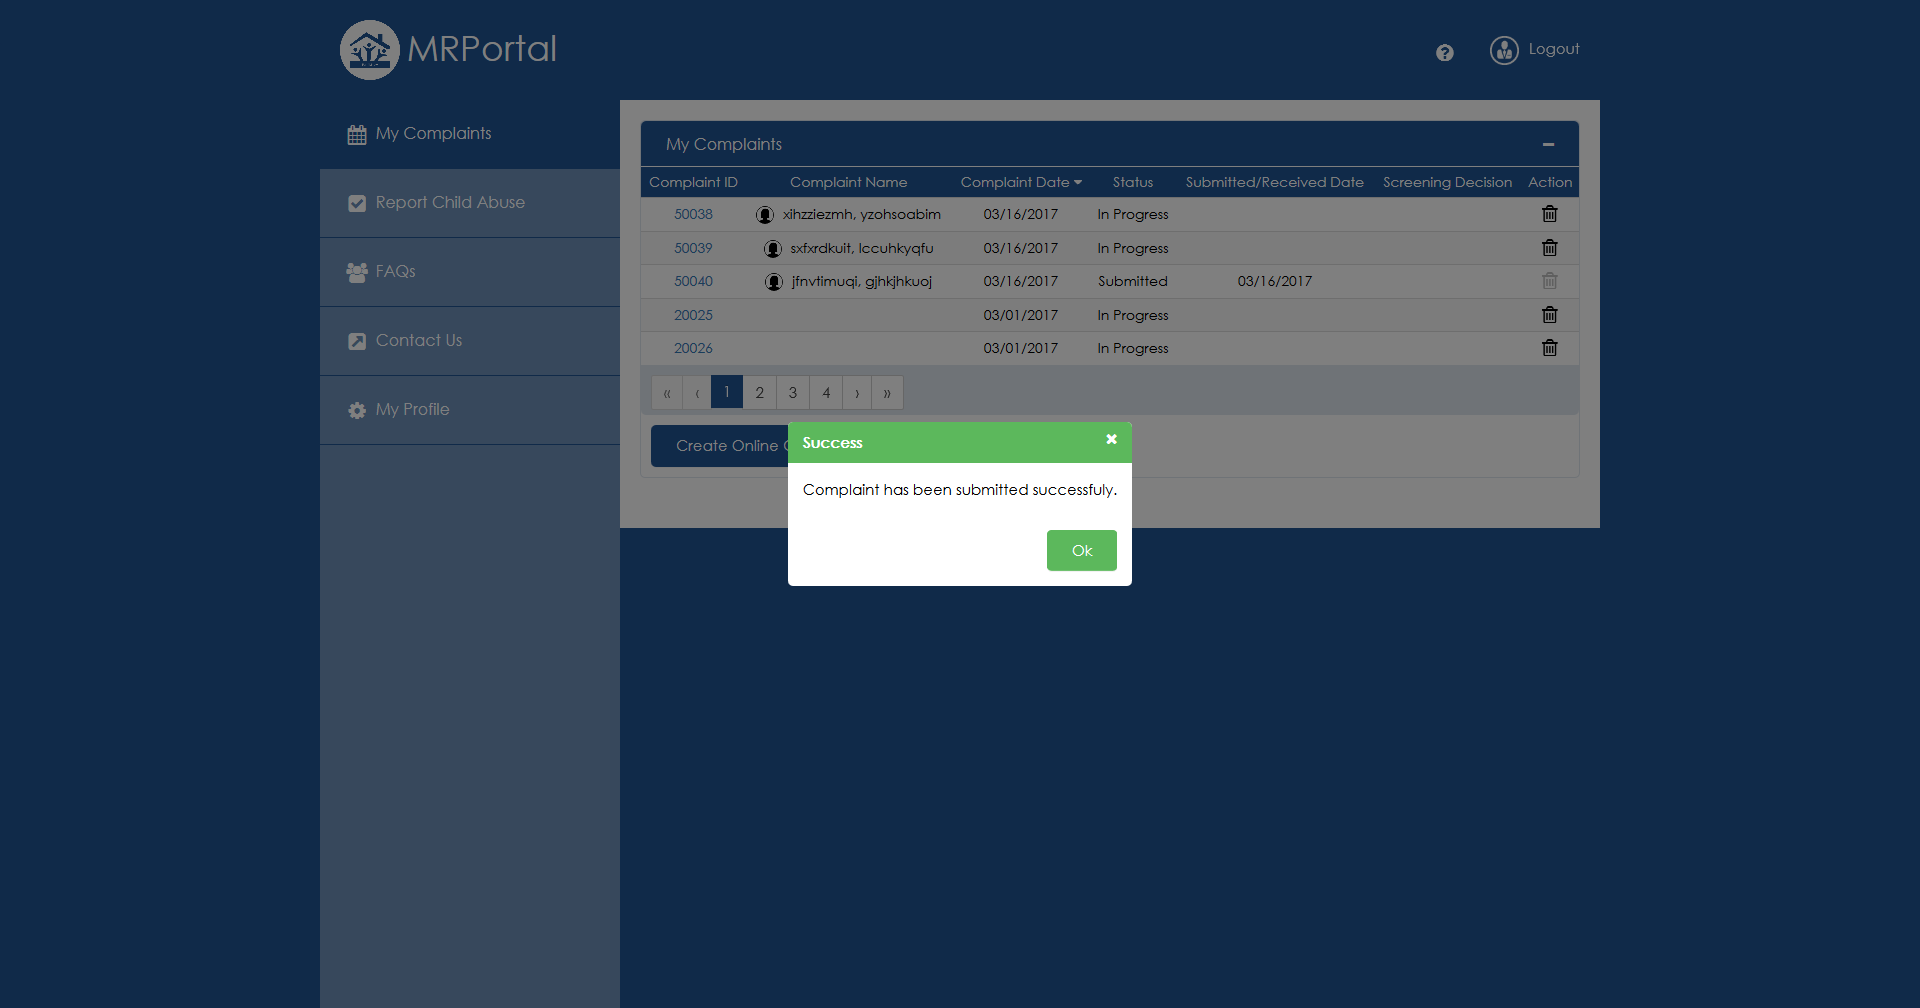 MRPortal
Logout
My Complaints
Report Child Abuse
FAQs
Contact Us
My Profile
My Complaints
Complaint ID Complaint Name Complaint Date Status Submitted/Received Date Screening Decision Action
50038 xihzziezmh, yzohsoabim 03/16/2017 In Progress
50039 sxfxrdkuit, lccuhkyqfu 03/16/2017 In Progress
50040 jfnvtimuqi, gjhkjhkuoj 03/16/2017 Submitted 03/16/2017
20025 03/01/2017 In Progress
20026 03/01/2017 In Progress
« ‹ 1 2 3 4 › »
Create Online
Success
Complaint has been submitted successfuly.
Ok